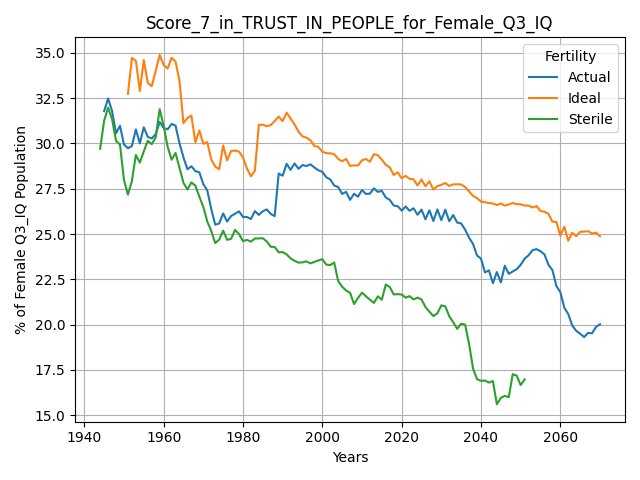 Score_7_in_TRUST_IN_PEOPLE_for_Female_Q3_IQ
Fertility
Actual
Ideal
Sterile
% of Female Q3_IQ Population
35.0
32.5
30.0
27.5
25.0
22.5
20.0
17.5
15.0
1940 1960 1980 2000 2020 2040 2060
Years